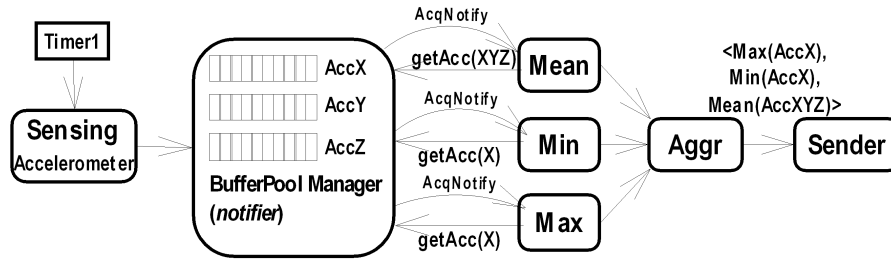 Timer1
Sensing
Accelerometer
AccX
AccY
AccZ
BufferPool Manager
(notifier)
AcqNotify
getAcc(XYZ)
AcqNotify
getAcc(X)
AcqNotify
getAcc(X)
Mean
Min
Max
Aggr
<Max(AccX),
Min(AccX),
Mean(AccXYZ)>
Sender